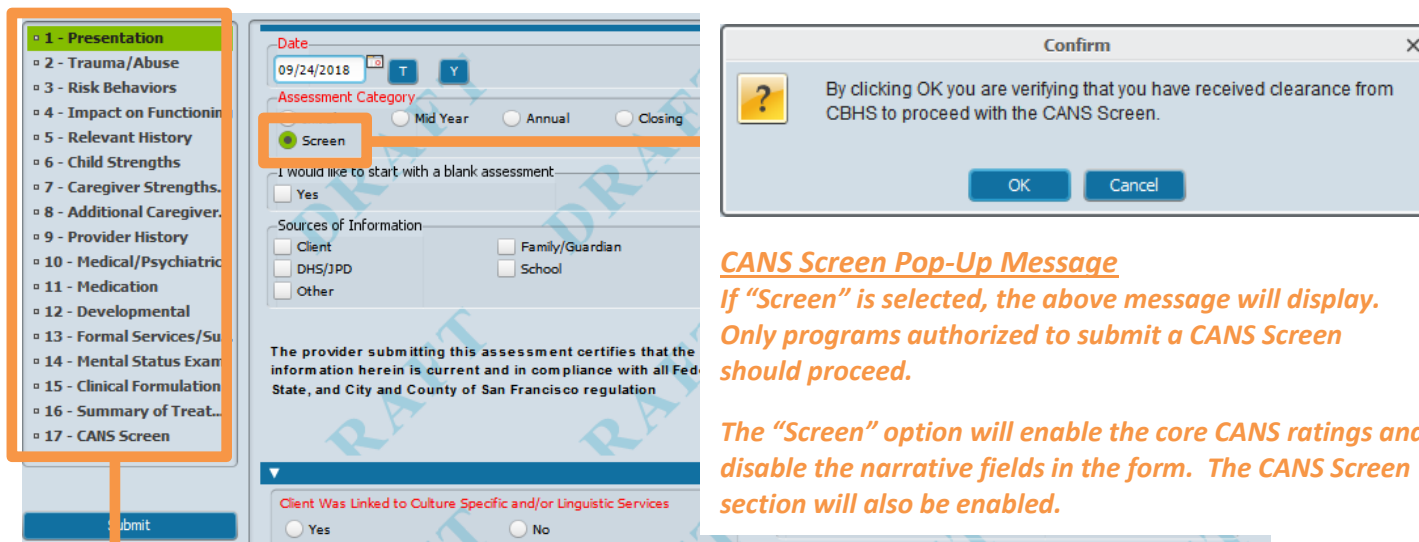 1 - Presentation
2 - Trauma/Abuse
3 - Risk Behaviors
4 - Impact on Functionin
5 - Relevant History
6 - Child Strengths
7 - Caregiver Strengths.
8 - Additional Caregiver.
9 - Provider History
10 - Medical/Psychiatric
11 - Medication
12 - Developmental
13 - Formal Services/Su
14 - Mental Status Exam
15 - Clinical Formulation
16 - Summary of Treat...
17 - CANS Screen
Submit
Date
09/24/2018 T Y
Assessment Category
Mid Year Annual Closing
Screen
I would like to start with a blank assessment
Yes
Sources of Information
Client Family/Guardian
DHS/JPD School
Other
The provider submitting this assessment certifies that the
information herein is current and in compliance with all Fed
State, and City and County of San Francisco regulation
Client Was Linked to Culture Specific and/or Linguistic Services
Yes No
DRAFT
DRAFT
RAFT
RAFT
Confirm
By clicking OK you are verifying that you have received clearance from
CBHS to proceed with the CANS Screen.
OK Cancel
CANS Screen Pop-Up Message
If “Screen” is selected, the above message will display.
Only programs authorized to submit a CANS Screen
should proceed.
The “Screen” option will enable the core CANS ratings and
disable the narrative fields in the form. The CANS Screen
section will also be enabled.